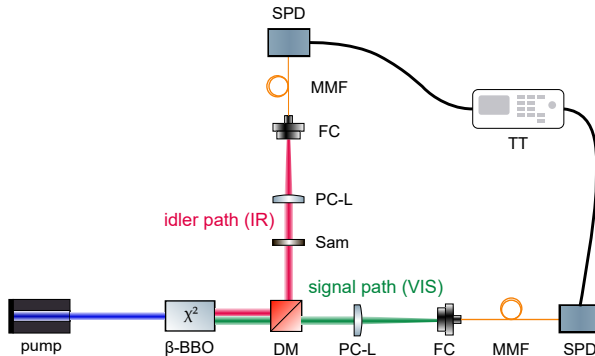 SPD
MMF
FC
TT
PC-L
idler path (IR)
Sam
signal path (VIS)
χ²
pump
β-BBO
DM
PC-L
FC
MMF
SPD